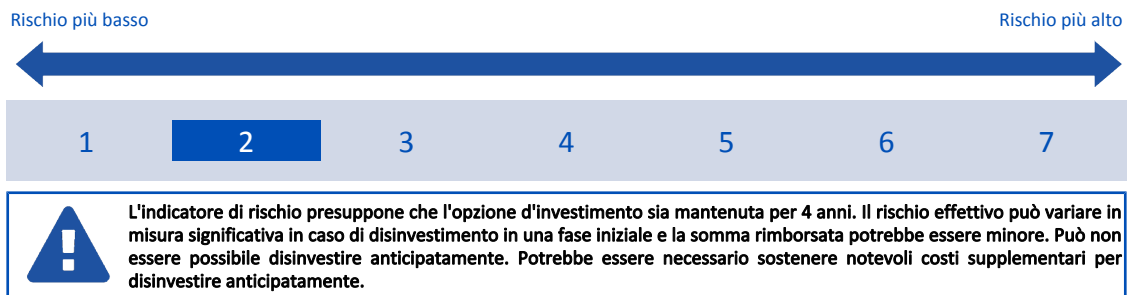 Rischio più basso Rischio più alto
1 2 3 4 5 6 7
L'indicatore di rischio presuppone che l'opzione d'investimento sia mantenuta per 4 anni. Il rischio effettivo può variare in
misura significativa in caso di disinvestimento in una fase iniziale e la somma rimborsata potrebbe essere minore. Può non
essere possibile disinvestire anticipatamente. Potrebbe essere necessario sostenere notevoli costi supplementari per
disinvestire anticipatamente.